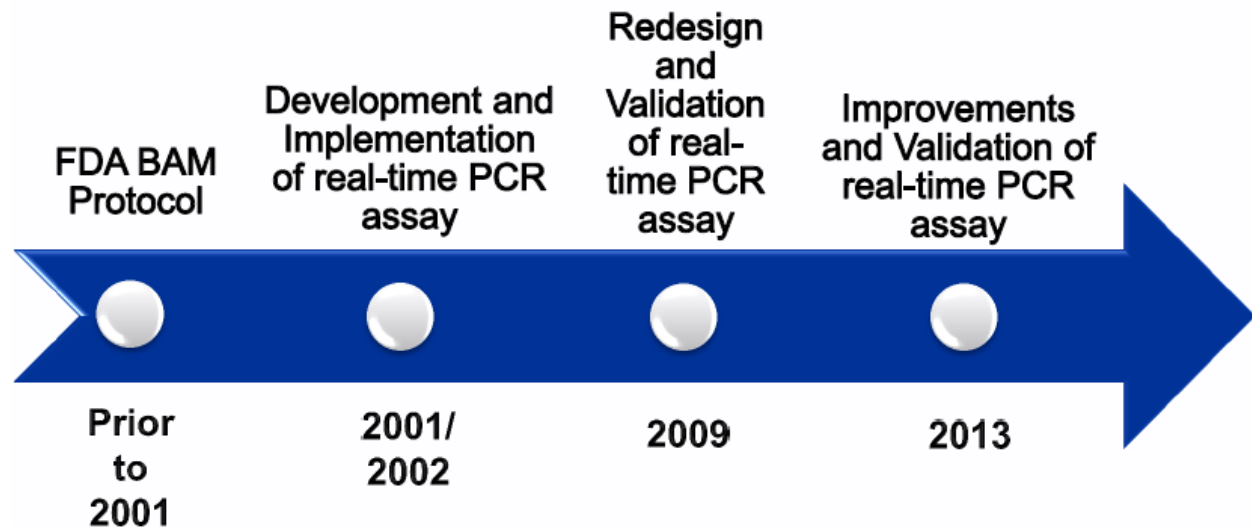 FDA BAM
Protocol
Development and
Implementation
of real-time PCR
assay
Redesign
and
Validation
of real-
time PCR
assay
Improvements
and Validation of
real-time PCR
assay
Prior
to
2001
2001/
2002
2009
2013